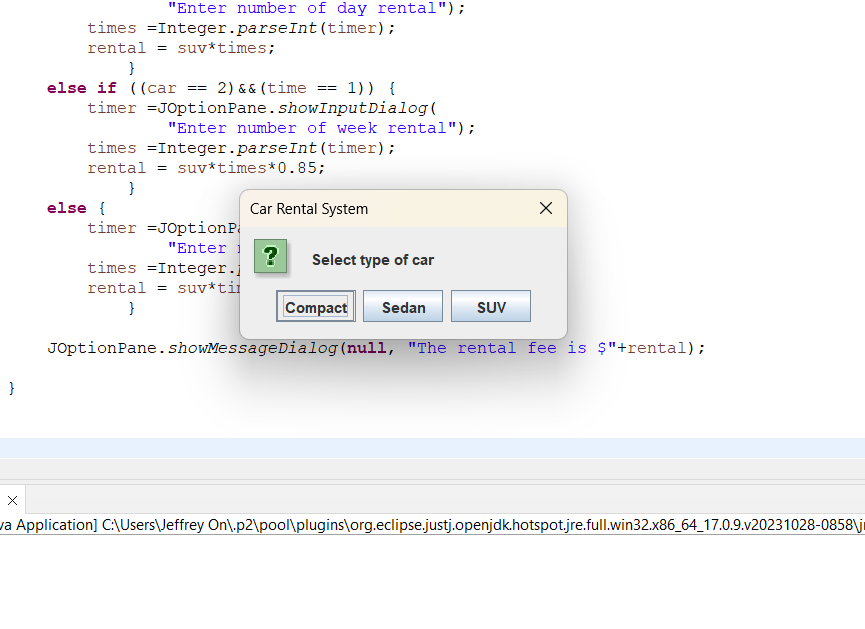 "Enter number of day rental");
times =Integer.parseInt(timer);
rental = suv*times;
}
else if ((car == 2)&&(time == 1)) {
timer =JOptionPane.showInputDialog(
"Enter number of week rental");
times =Integer.parseInt(timer);
rental = suv*times*0.85;
}
else {
timer =JOptionPa
"Enter
times =Integer.
rental = suv*ti
}
Car Rental System
?
Select type of car
Compact Sedan SUV
JOptionPane.showMessageDialog(null, "The rental fee is $"+rental);
}
va Application] C:\Users\Jeffrey On\.p2\pool\plugins\org.eclipse.justj.openjdk.hotspot.jre.full.win32.x86_64_17.0.9.v20231028-0858\j